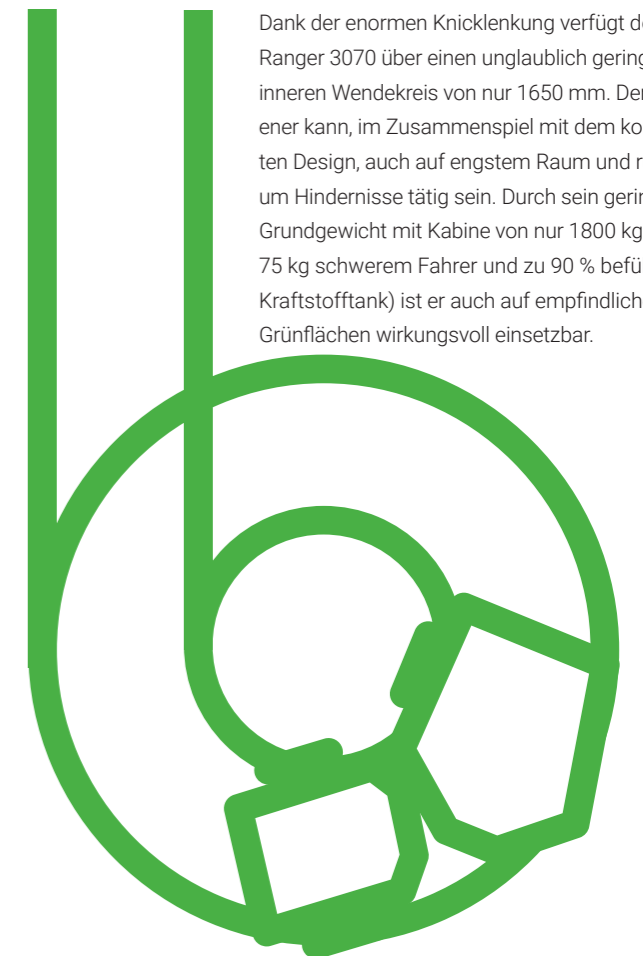 Dank der enormen Knicklenkung verfügt de
Ranger 3070 über einen unglaublich gering
inneren Wendekreis von nur 1650 mm. Der
ener kann, im Zusammenspiel mit dem ko
ten Design, auch auf engstem Raum und r
um Hindernisse tätig sein. Durch sein gerin
Grundgewicht mit Kabine von nur 1800 kg
75 kg schwerem Fahrer und zu 90 % befü
Kraftstofftank) ist er auch auf empfindlich
Grünflächen wirkungsvoll einsetzbar.